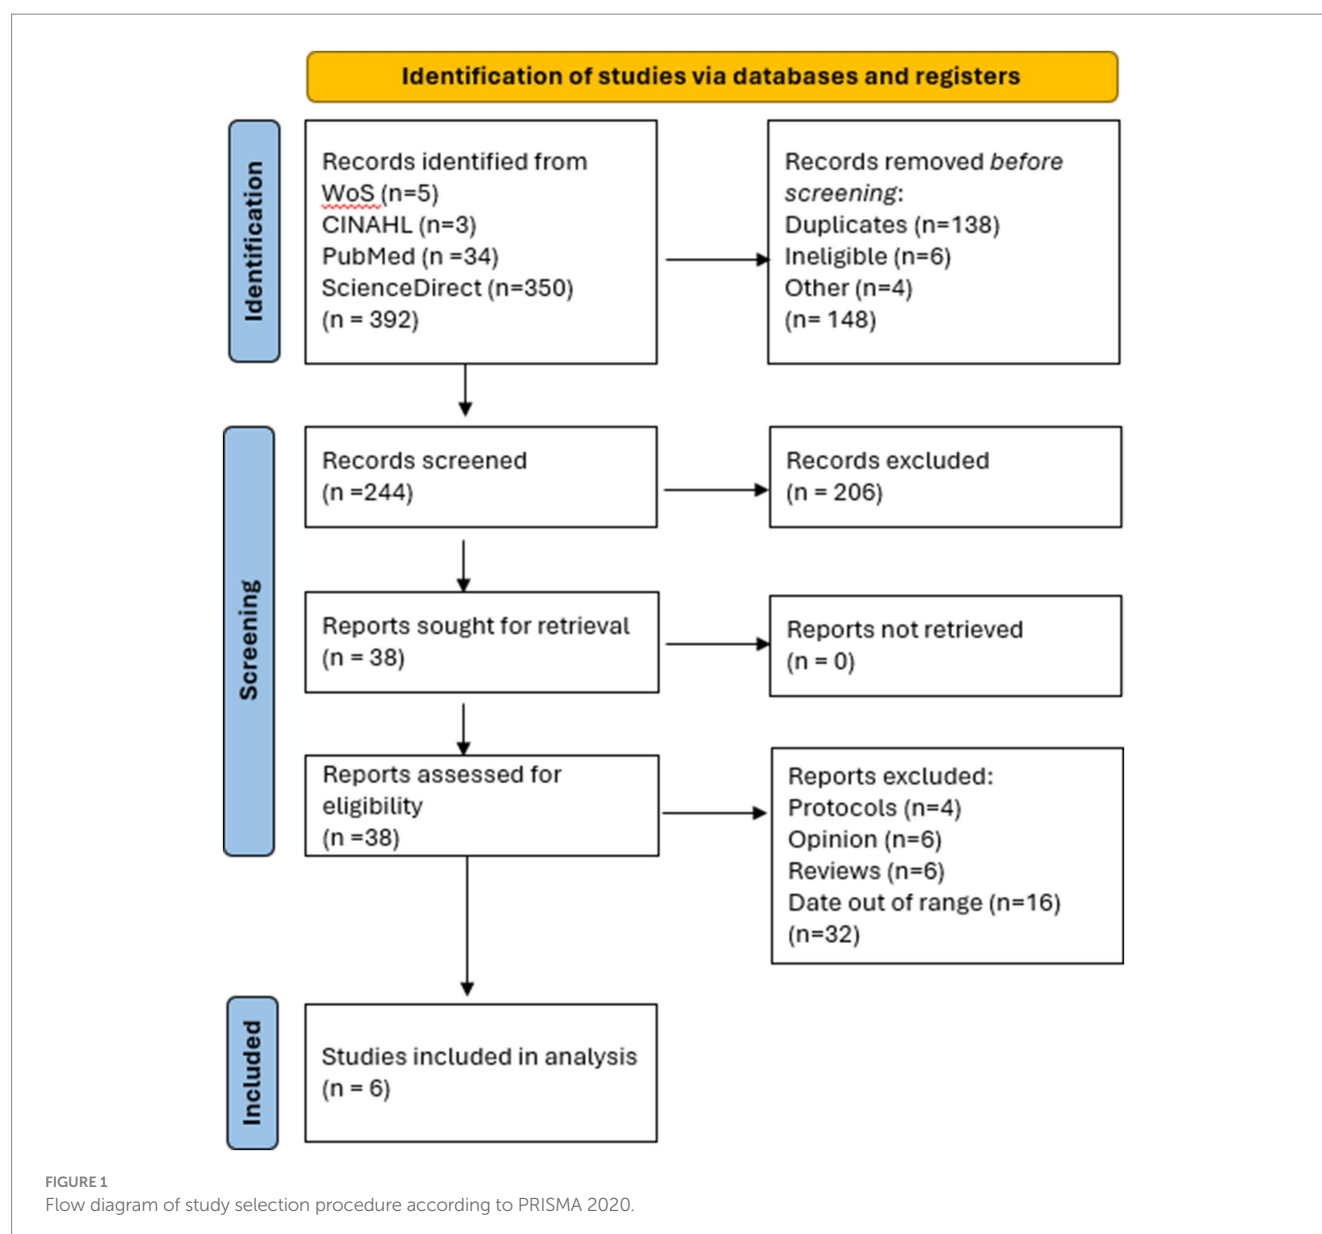 Identification of studies via databases and registers
Identification
Records identified from
WoS (n=5)
CINAHL (n=3)
PubMed (n =34)
ScienceDirect (n=350)
(n = 392)
Records removed before
screening:
Duplicates (n=138)
Ineligible (n=6)
Other (n=4)
(n= 148)
Screening
Records screened
(n =244)
Records excluded
(n = 206)
Reports sought for retrieval
(n = 38)
Reports not retrieved
(n = 0)
Reports assessed for
eligibility
(n =38)
Reports excluded:
Protocols (n=4)
Opinion (n=6)
Reviews (n=6)
Date out of range (n=16)
(n=32)
Included
Studies included in analysis
(n = 6)
FIGURE 1
Flow diagram of study selection procedure according to PRISMA 2020.